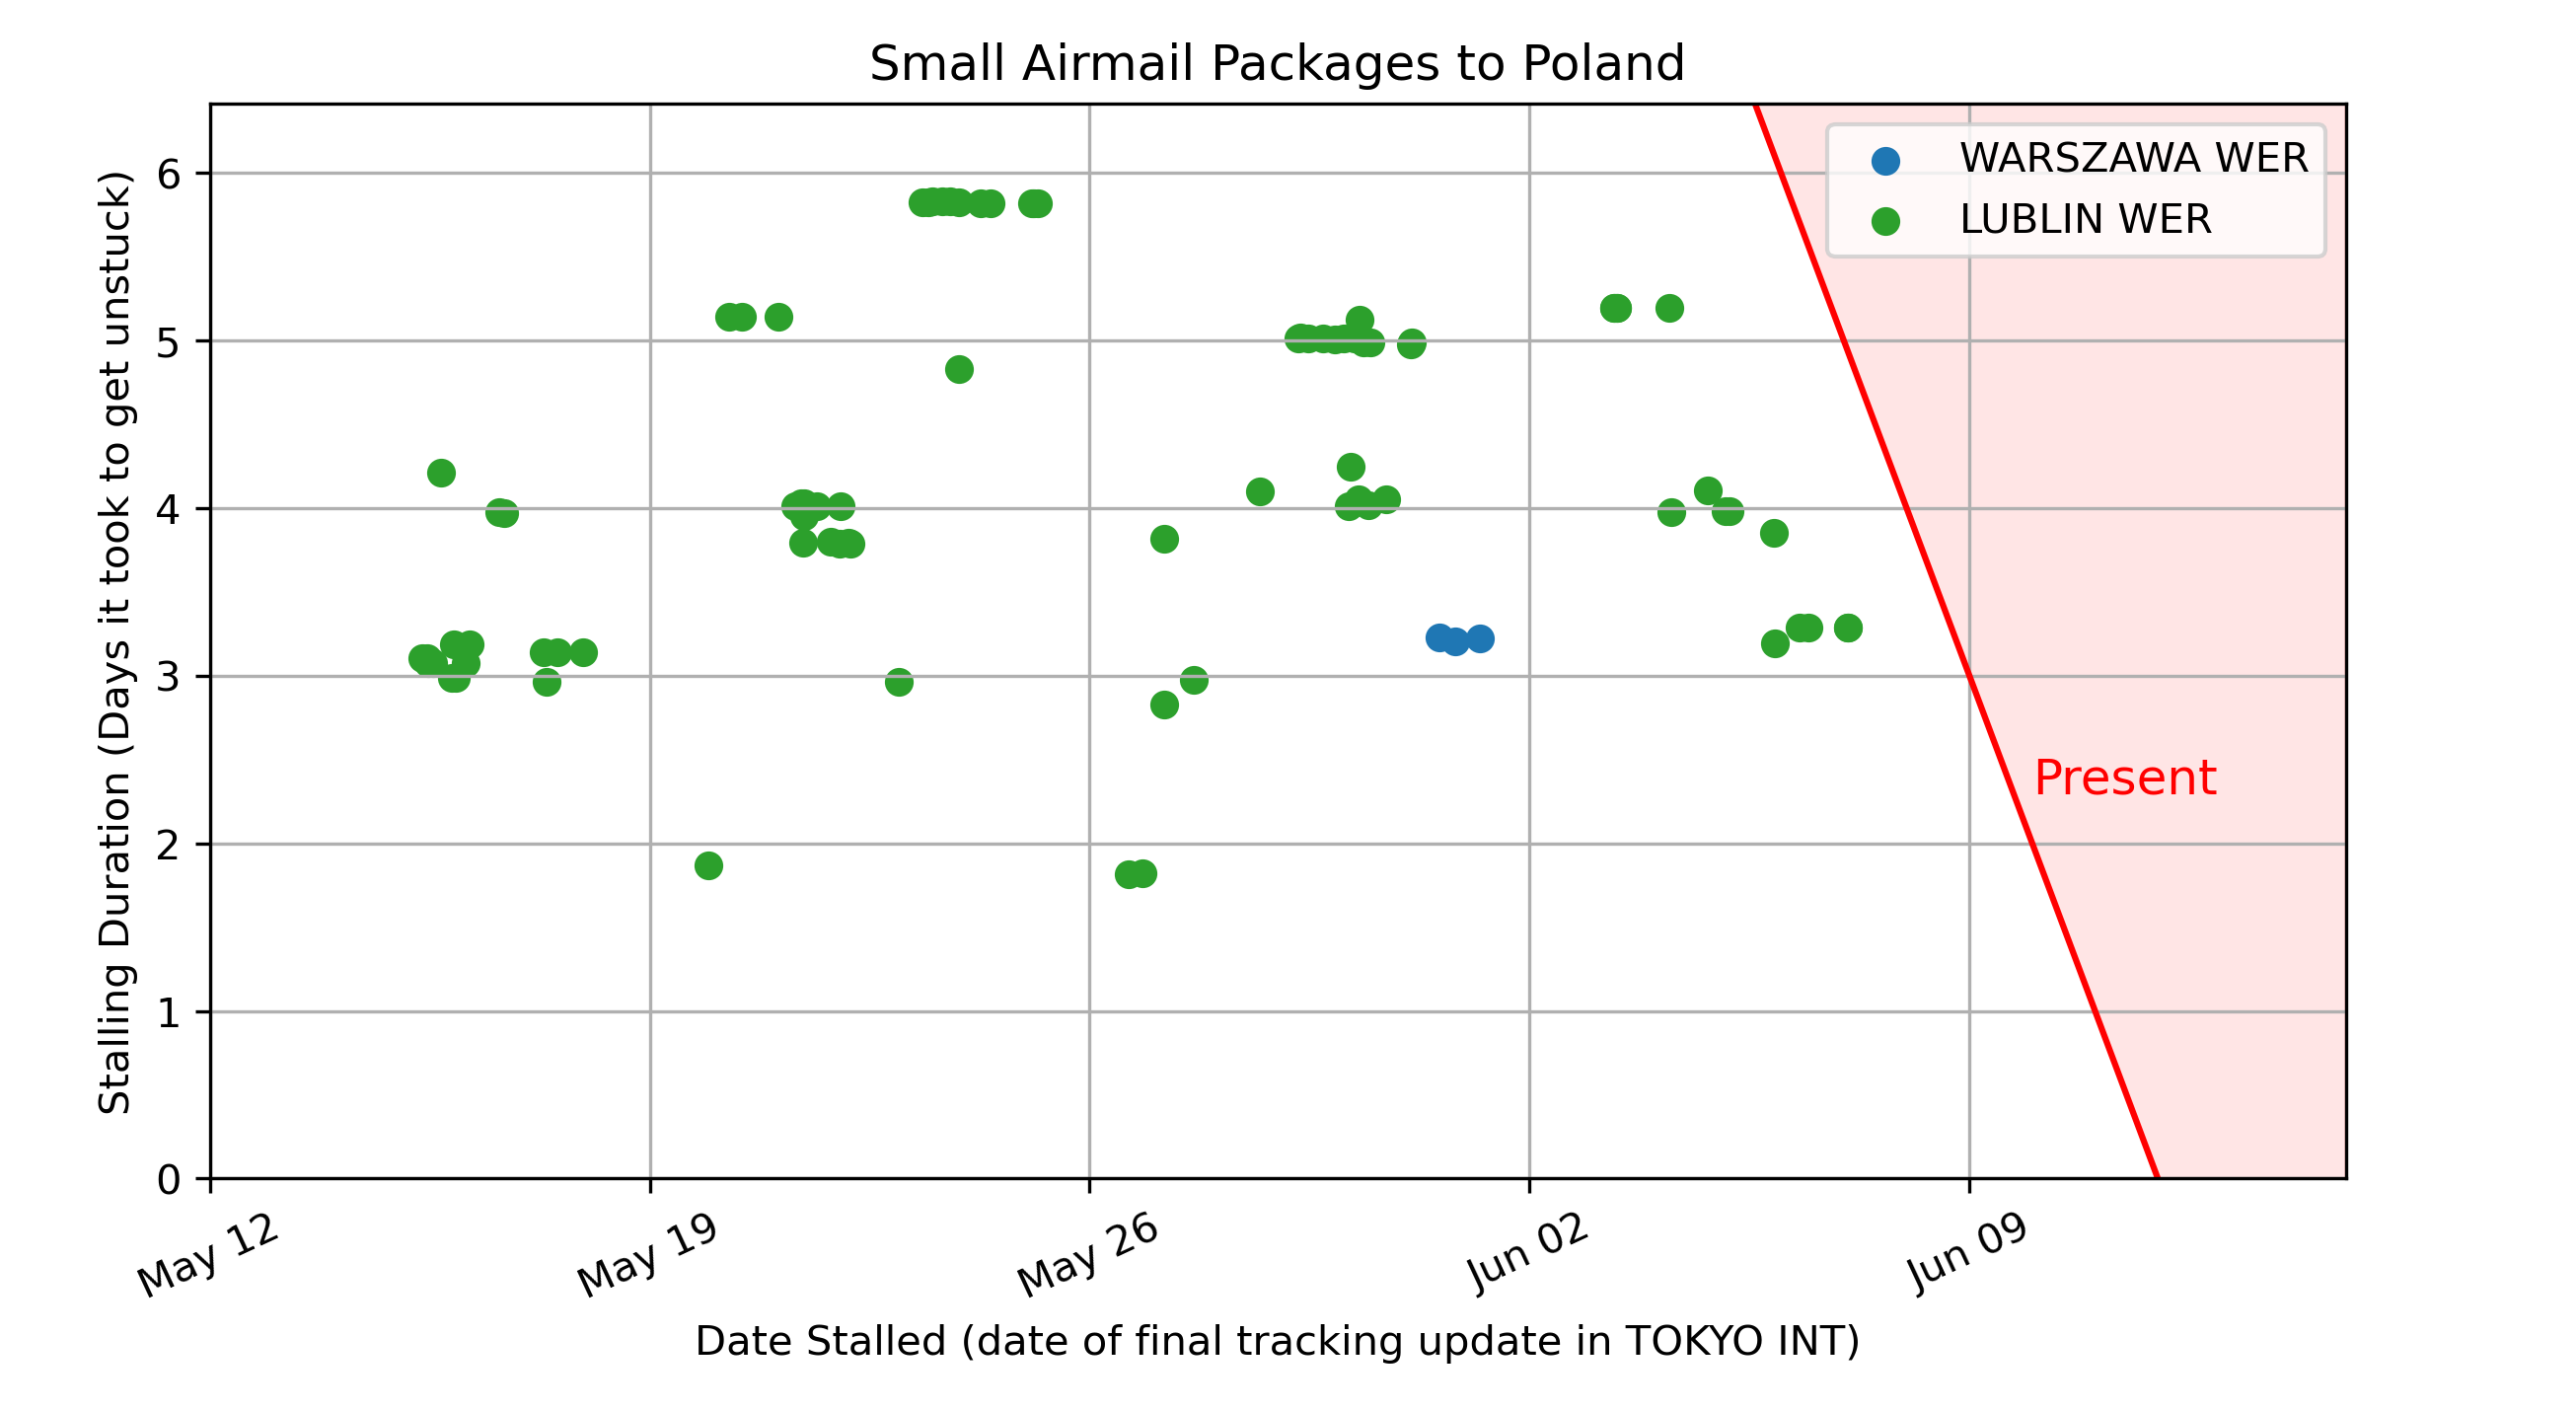 Small Airmail Packages to Poland
Stalling Duration (Days it took to get unstuck)
6
5
4
3
2
1
0
WARSZAWA WER
LUBLIN WER
Present
May 12
May 19
May 26
Jun 02
Jun 09
Date Stalled (date of final tracking update in TOKYO INT)